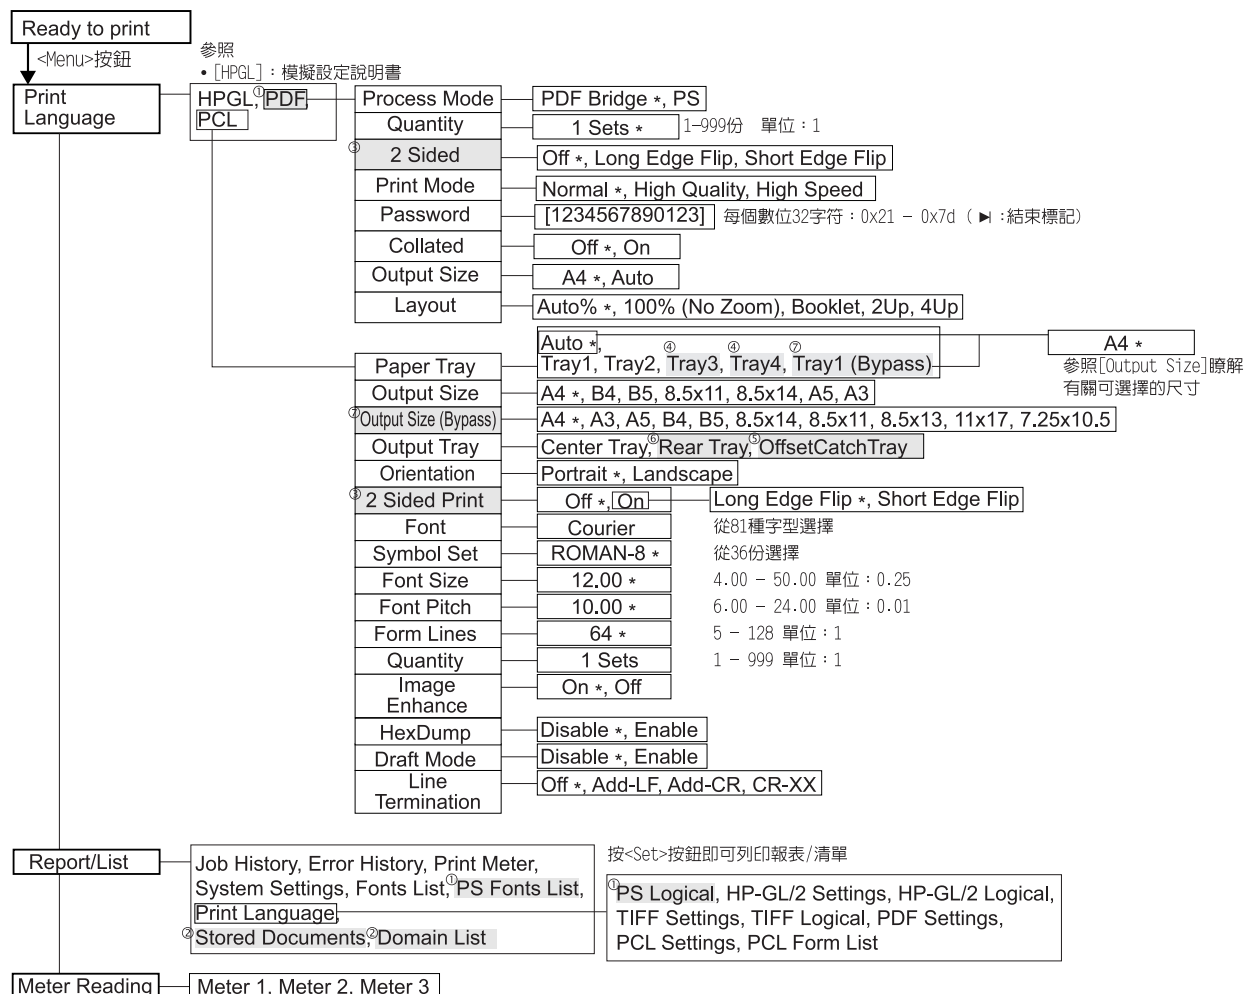 Ready to print
<Menu>按鈕
參照
• [HPGL]：模擬設定說明書
Print Language
HPGL, ①PDF,
PCL
Process Mode
PDF Bridge *, PS
Quantity
1 Sets *
1-999份 單位：1
③ 2 Sided
Off *, Long Edge Flip, Short Edge Flip
Print Mode
Normal *, High Quality, High Speed
Password
[1234567890123]
每個數位32字符：0x21 - 0x7d ( ▶| :結束標記)
Collated
Off *, On
Output Size
A4 *, Auto
Layout
Auto% *, 100% (No Zoom), Booklet, 2Up, 4Up
Paper Tray
Auto *,
Tray1, Tray2, ④Tray3, ④Tray4, ⑦Tray1 (Bypass)
A4 *
參照[Output Size]瞭解
有關可選擇的尺寸
Output Size
A4 *, B4, B5, 8.5x11, 8.5x14, A5, A3
⑦Output Size (Bypass)
A4 *, A3, A5, B4, B5, 8.5x14, 8.5x11, 8.5x13, 11x17, 7.25x10.5
Output Tray
Center Tray, ⑥Rear Tray, ⑤OffsetCatchTray
Orientation
Portrait *, Landscape
③ 2 Sided Print
Off *, On
Long Edge Flip *, Short Edge Flip
Font
Courier
從81種字型選擇
Symbol Set
ROMAN-8 *
從36份選擇
Font Size
12.00 *
4.00 - 50.00 單位：0.25
Font Pitch
10.00 *
6.00 - 24.00 單位：0.01
Form Lines
64 *
5 - 128 單位：1
Quantity
1 Sets
1 - 999 單位：1
Image
Enhance
On *, Off
HexDump
Disable *, Enable
Draft Mode
Disable *, Enable
Line
Termination
Off *, Add-LF, Add-CR, CR-XX
Report/List
Job History, Error History, Print Meter,
System Settings, Fonts List, ①PS Fonts List,
Print Language,
②Stored Documents, ②Domain List
按<Set>按鈕即可列印報表/清單
①PS Logical, HP-GL/2 Settings, HP-GL/2 Logical,
TIFF Settings, TIFF Logical, PDF Settings,
PCL Settings, PCL Form List
Meter Reading
Meter 1, Meter 2, Meter 3